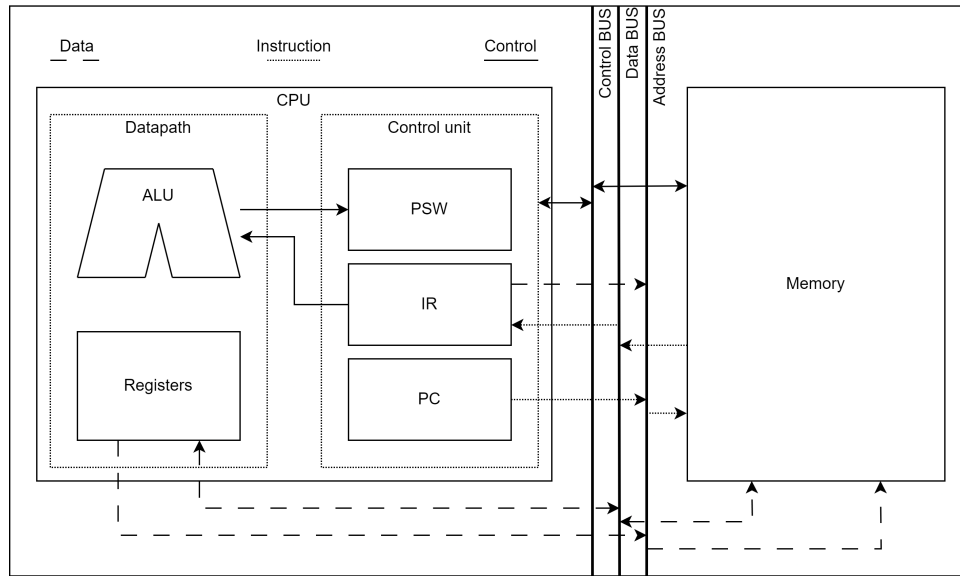 Data
Instruction
Control
Control BUS
Data BUS
Address BUS
CPU
Datapath
Control unit
ALU
PSW
IR
Memory
Registers
PC